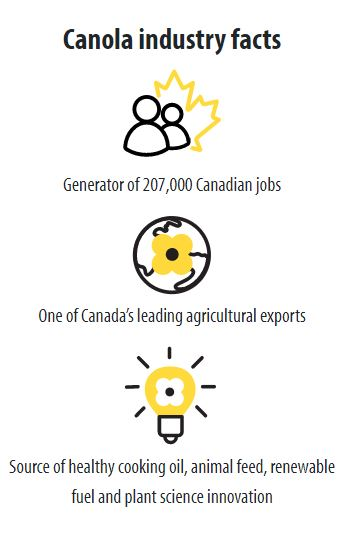 Canola industry facts
Generator of 207,000 Canadian jobs
One of Canada’s leading agricultural exports
Source of healthy cooking oil, animal feed, renewable
fuel and plant science innovation